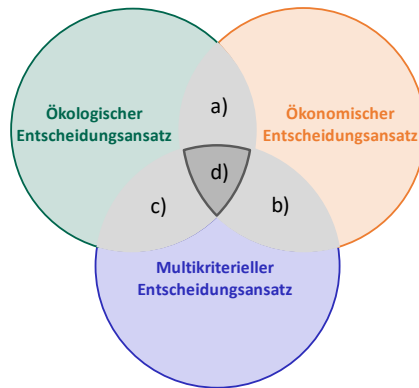 a)
Ökologischer
Entscheidungsansatz
Ökonomischer
Entscheidungsansatz
d)
c)
b)
Multikriterieller
Entscheidungsansatz